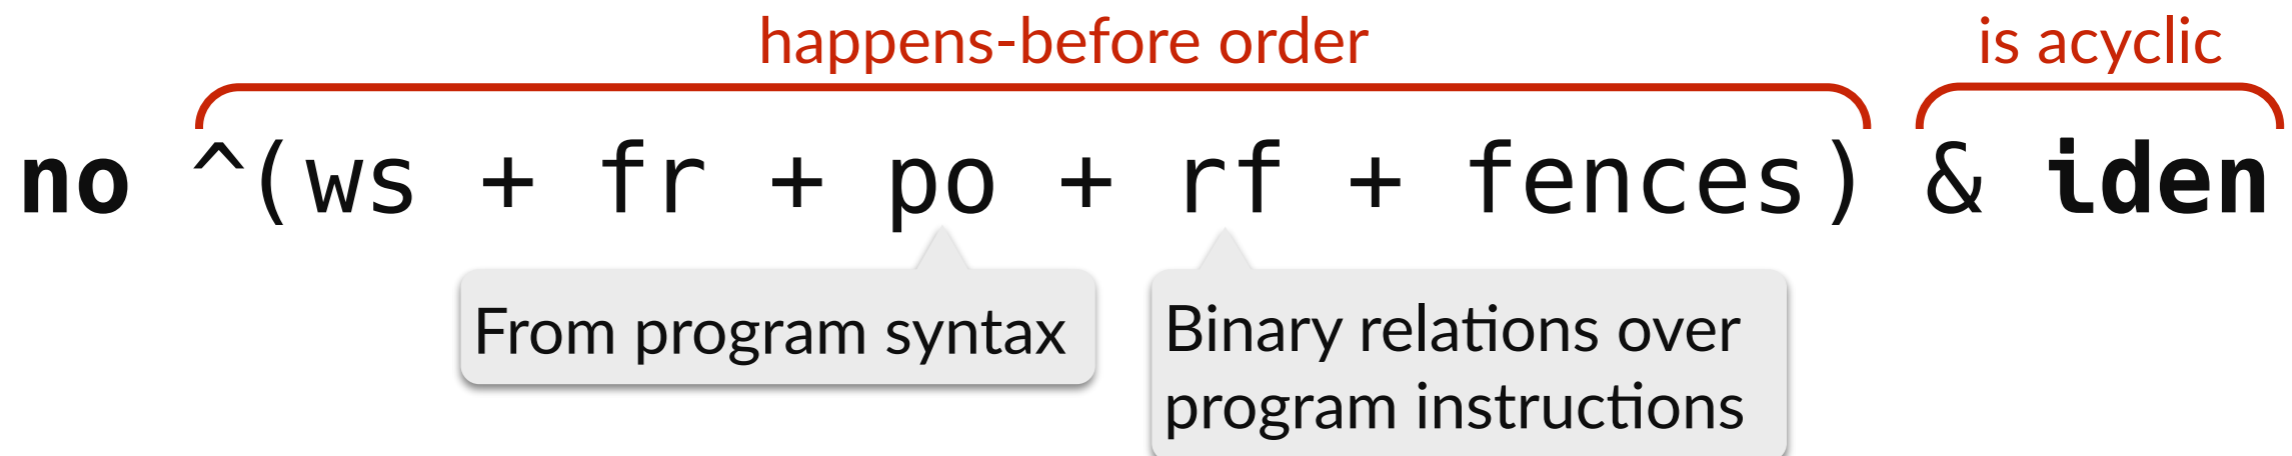 happens-before order is acyclic
no ^(ws + fr + po + rf + fences) & iden
From program syntax
Binary relations over
program instructions